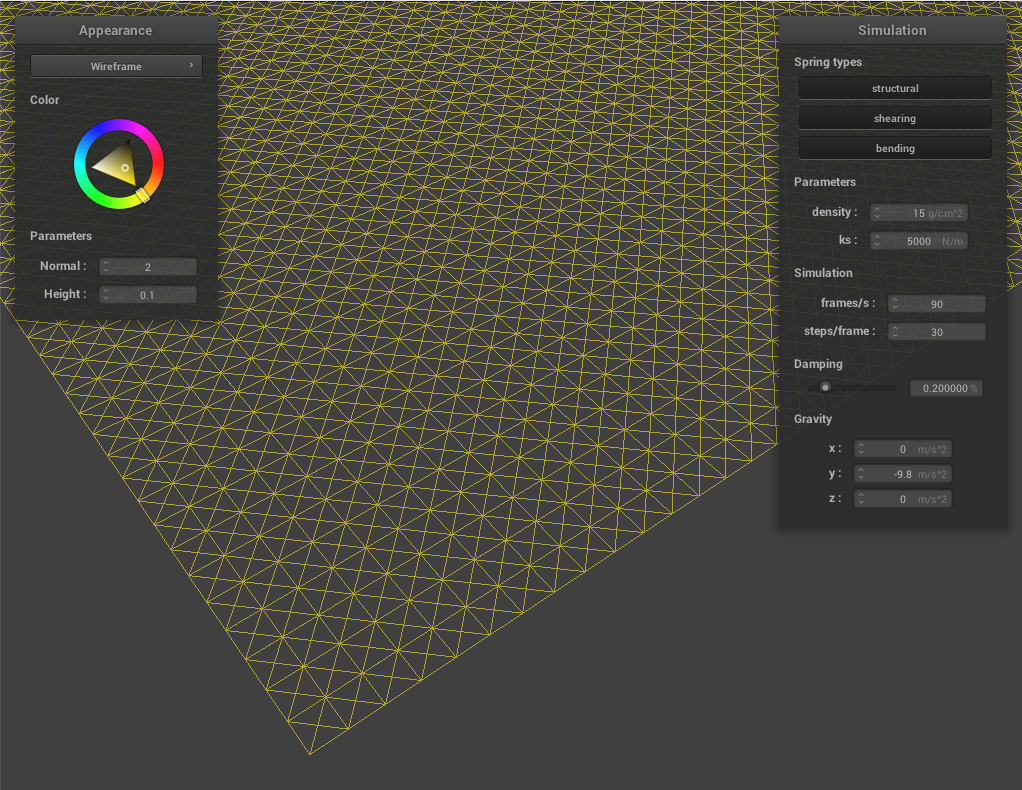 Appearance
Wireframe
Color
Parameters
Normal : 2
Height : 0.1
Simulation
Spring types
structural
shearing
bending
Parameters
density : 15 g/cm^2
ks : 5000 N/m
Simulation
frames/s : 90
steps/frame : 30
Damping
0.200000 %
Gravity
x : 0 m/s^2
y : -9.8 m/s^2
z : 0 m/s^2